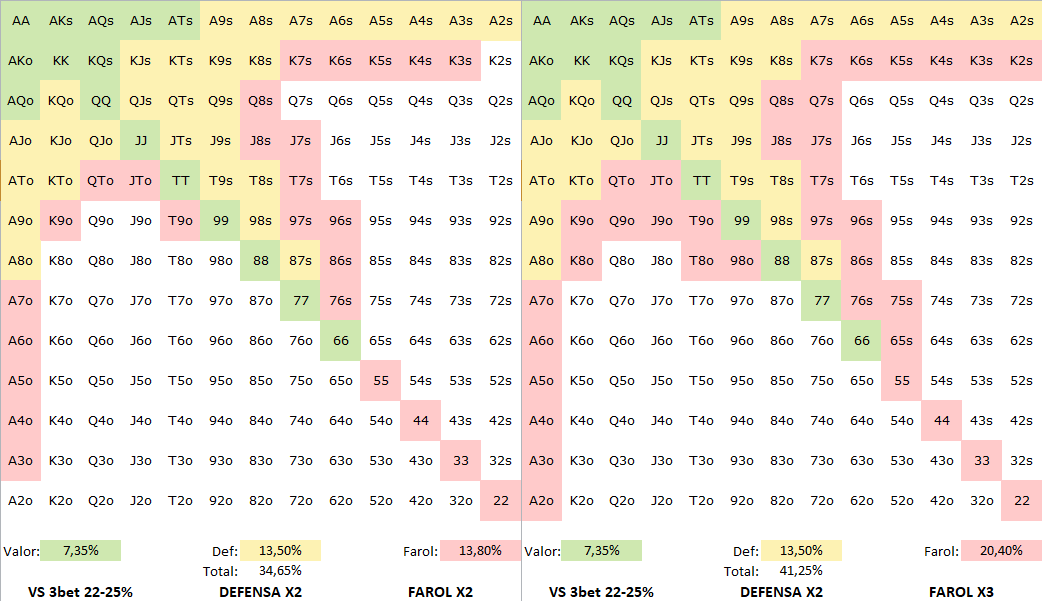 AA AKs AQs AJs ATs A9s A8s A7s A6s A5s A4s A3s A2s AA AKs AQs AJs ATs A9s A8s A7s A6s A5s A4s A3s A2s
AKo KK KQs KJs KTs K9s K8s K7s K6s K5s K4s K3s K2s AKo KK KQs KJs KTs K9s K8s K7s K6s K5s K4s K3s K2s
AQo KQo QQ QJs QTs Q9s Q8s Q7s Q6s Q5s Q4s Q3s Q2s AQo KQo QQ QJs QTs Q9s Q8s Q7s Q6s Q5s Q4s Q3s Q2s
AJo KJo QJo JJ JTs J9s J8s J7s J6s J5s J4s J3s J2s AJo KJo QJo JJ JTs J9s J8s J7s J6s J5s J4s J3s J2s
ATo KTo QTo JTo TT T9s T8s T7s T6s T5s T4s T3s T2s ATo KTo QTo JTo TT T9s T8s T7s T6s T5s T4s T3s T2s
A9o K9o Q9o J9o T9o 99 98s 97s 96s 95s 94s 93s 92s A9o K9o Q9o J9o T9o 99 98s 97s 96s 95s 94s 93s 92s
A8o K8o Q8o J8o T8o 98o 88 87s 86s 85s 84s 83s 82s A8o K8o Q8o J8o T8o 98o 88 87s 86s 85s 84s 83s 82s
A7o K7o Q7o J7o T7o 97o 87o 77 76s 75s 74s 73s 72s A7o K7o Q7o J7o T7o 97o 87o 77 76s 75s 74s 73s 72s
A6o K6o Q6o J6o T6o 96o 86o 76o 66 65s 64s 63s 62s A6o K6o Q6o J6o T6o 96o 86o 76o 66 65s 64s 63s 62s
A5o K5o Q5o J5o T5o 95o 85o 75o 65o 55 54s 53s 52s A5o K5o Q5o J5o T5o 95o 85o 75o 65o 55 54s 53s 52s
A4o K4o Q4o J4o T4o 94o 84o 74o 64o 54o 44 43s 42s A4o K4o Q4o J4o T4o 94o 84o 74o 64o 54o 44 43s 42s
A3o K3o Q3o J3o T3o 93o 83o 73o 63o 53o 43o 33 32s A3o K3o Q3o J3o T3o 93o 83o 73o 63o 53o 43o 33 32s
A2o K2o Q2o J2o T2o 92o 82o 72o 62o 52o 42o 32o 22 A2o K2o Q2o J2o T2o 92o 82o 72o 62o 52o 42o 32o 22
Valor: 7,35% Def: 13,50% Farol: 13,80% Valor: 7,35% Def: 13,50% Farol: 20,40%
Total: 34,65% Total: 41,25%
VS 3bet 22-25% DEFENSA X2 FAROL X2 VS 3bet 22-25% DEFENSA X2 FAROL X3